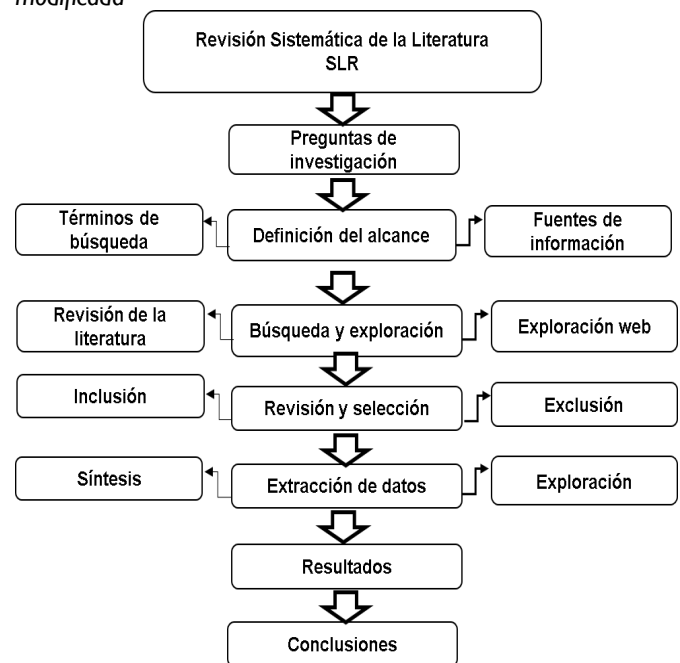 modificada
Revisión Sistemática de la Literatura
SLR
Preguntas de
investigación
Términos de
búsqueda
Definición del alcance
Fuentes de
información
Revisión de la
literatura
Búsqueda y exploración
Exploración web
Inclusión
Revisión y selección
Exclusión
Síntesis
Extracción de datos
Exploración
Resultados
Conclusiones